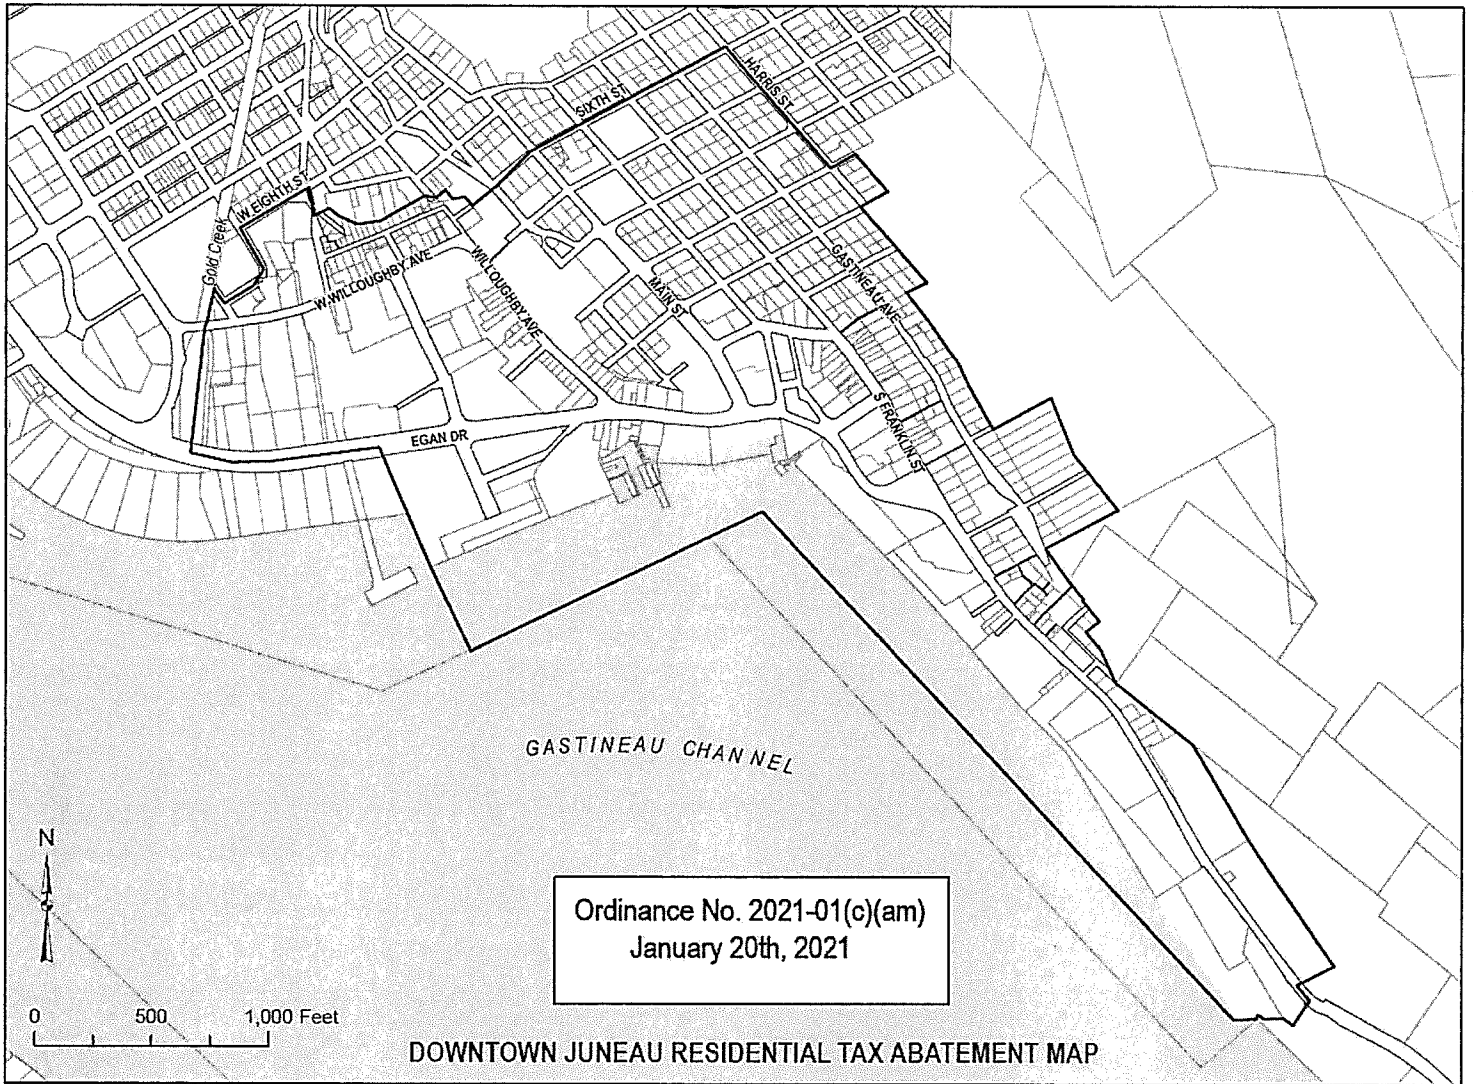 SIXTH ST
HARRIS ST
W. EIGHTH ST
Gold Creek
W. WILLOUGHBY AVE
WILLOUGHBY AVE
MAIN ST
GASTINEAU AVE
S FRANKLIN ST
EGAN DR
GASTINEAU CHANNEL
N
Ordinance No. 2021-01(c)(am)
January 20th, 2021
0 500 1,000 Feet
DOWNTOWN JUNEAU RESIDENTIAL TAX ABATEMENT MAP